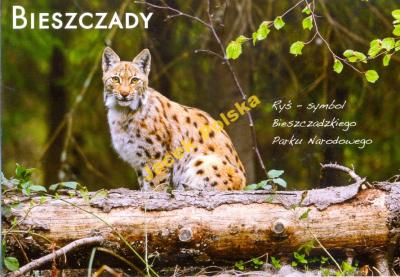 BIESZCZADY
Ryś - symbol
Bieszczadzkiego
Parku Narodowego
Jacek Polska